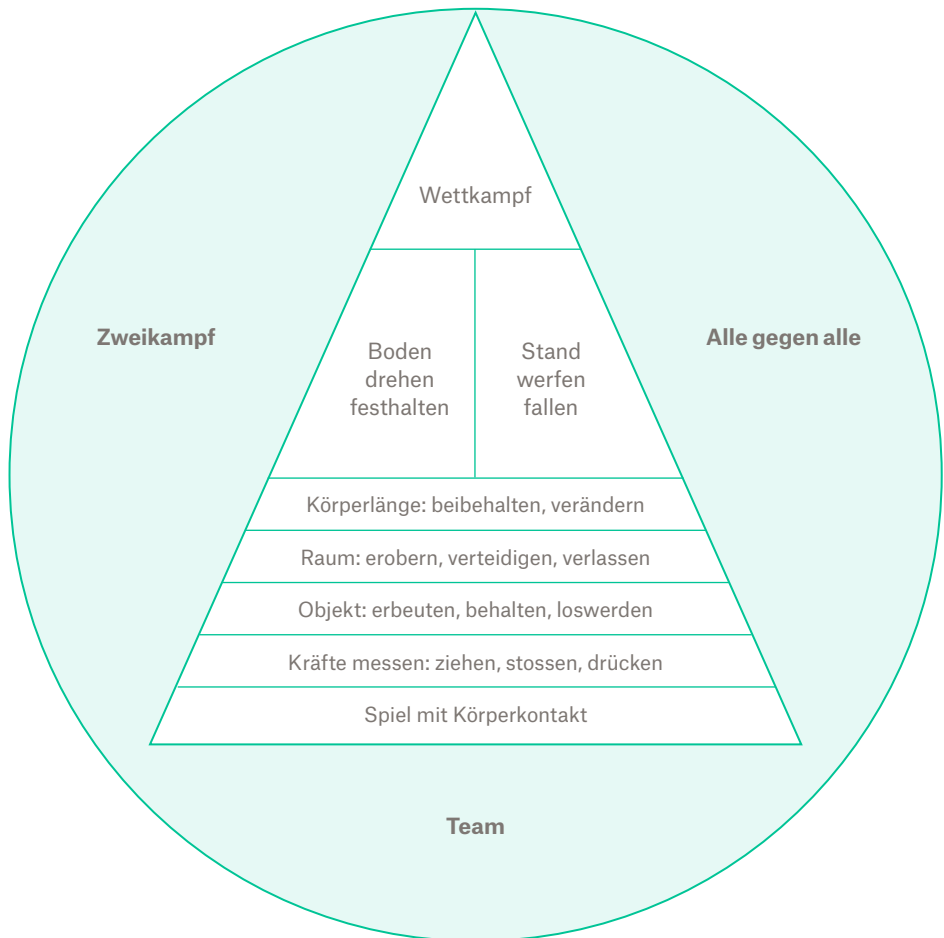 Wettkampf
Zweikampf
Alle gegen alle
Boden
drehen
festhalten
Stand
werfen
fallen
Körperlänge: beibehalten, verändern
Raum: erobern, verteidigen, verlassen
Objekt: erbeuten, behalten, loswerden
Kräfte messen: ziehen, stossen, drücken
Spiel mit Körperkontakt
Team